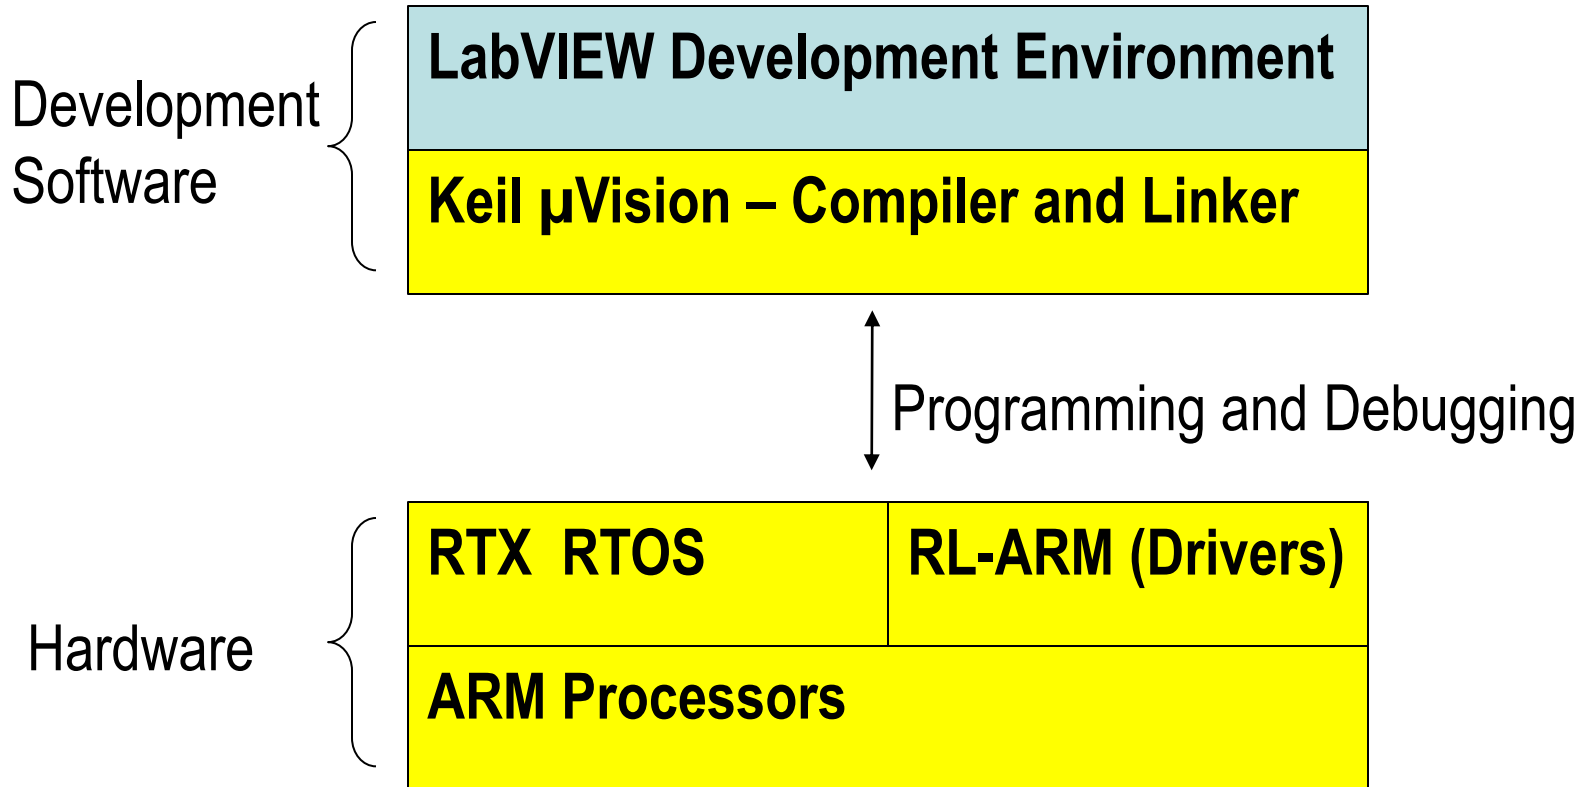 LabVIEW Development Environment
Development
Software
Keil µVision – Compiler and Linker
Programming and Debugging
RTX  RTOS
RL-ARM (Drivers)
Hardware
ARM Processors